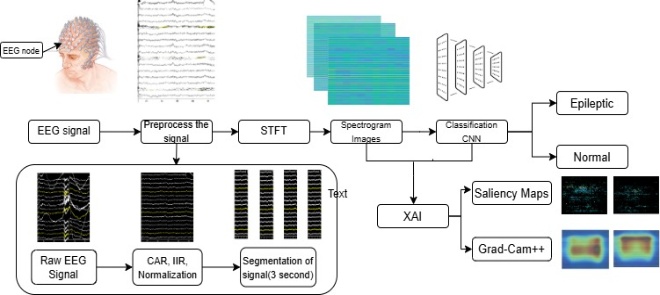 EEG node
EEG signal
Preprocess the
signal
STFT
Spectrogram
Images
Classification
CNN
Epileptic
Normal
Text
XAI
Saliency Maps
Grad-Cam++
Raw EEG
Signal
CAR, IIR,
Normalization
Segmentation of
signal(3 second)